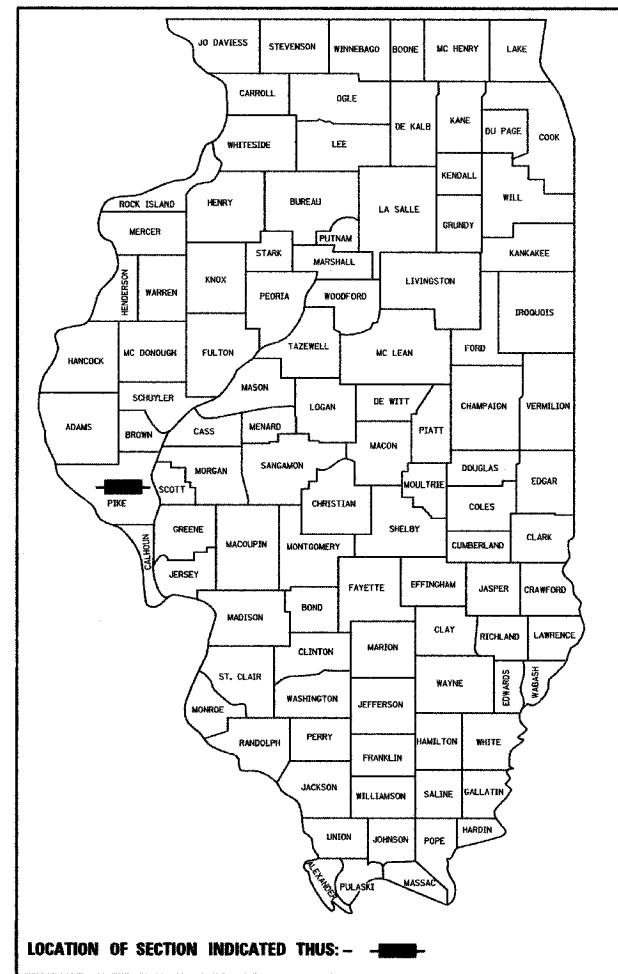 JO DAVIESS STEVENSON WINNEBAGO BOONE MC HENRY LAKE
CARROLL OGLE DE KALB KANE DU PAGE COOK
WHITESIDE LEE KENDALL WILL
ROCK ISLAND HENRY BUREAU LA SALLE GRUNDY
MERCER PUTNAM
STARK MARSHALL KANKAKEE
HENDERSON WARREN KNOX PEORIA WOODFORD LIVINGSTON IROQUOIS
HANCOCK MC DONOUGH FULTON TAZEWELL MC LEAN FORD
MASON
SCHUYLER LOGAN DE WITT CHAMPAIGN VERMILION
ADAMS BROWN CASS MENARD MACON PIATT
PIKE SCOTT MORGAN SANGAMON MOULTRIE DOUGLAS EDGAR
CHRISTIAN COLES
CALHOUN GREENE MACOUPIN MONTGOMERY SHELBY CUMBERLAND CLARK
JERSEY FAYETTE EFFINGHAM JASPER CRAWFORD
MADISON BOND
CLINTON MARION CLAY RICHLAND LAWRENCE
ST. CLAIR WASHINGTON WAYNE EDWARDS WABASH
MONROE JEFFERSON
RANDOLPH PERRY HAMILTON WHITE
FRANKLIN
JACKSON WILLIAMSON SALINE GALLATIN
UNION JOHNSON POPE HARDIN
ALEXANDER PULASKI MASSAC
LOCATION OF SECTION INDICATED THUS: -